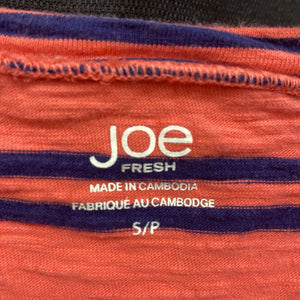 Joe
FRESH
MADE IN CAMBODIA
FABRIQUÉ AU CAMBODGE
S/P